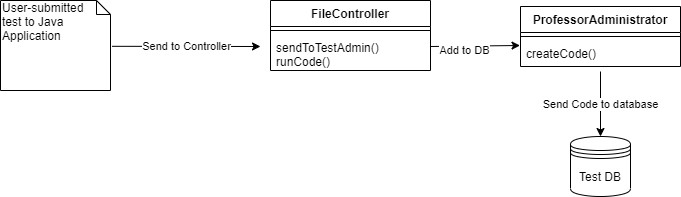 User-submitted
test to Java
Application
Send to Controller
FileController
sendToTestAdmin()
runCode()
Add to DB
ProfessorAdministrator
createCode()
Send Code to database
Test DB